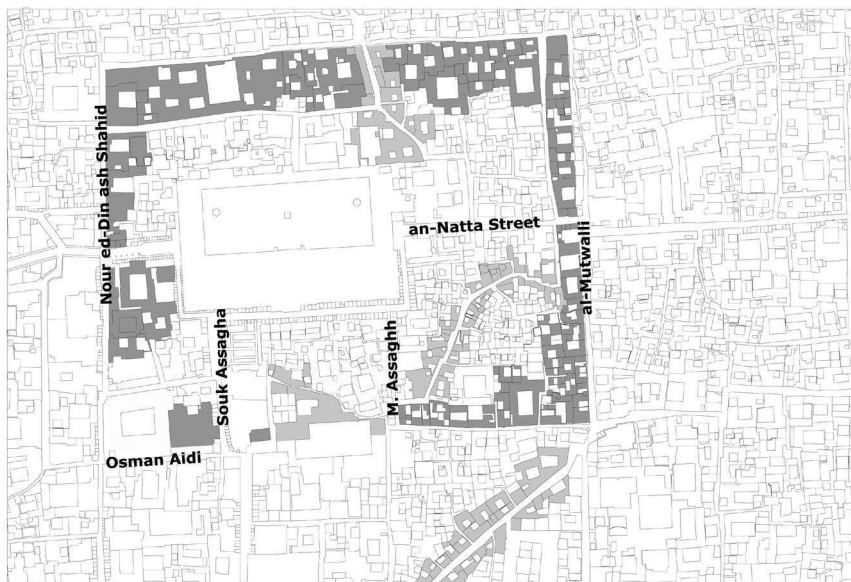 Nour ed-Din ash Shahid
an-Natta Street
al-Mutwalli
Souk Assagha
M. Assaghh
Osman Aidi